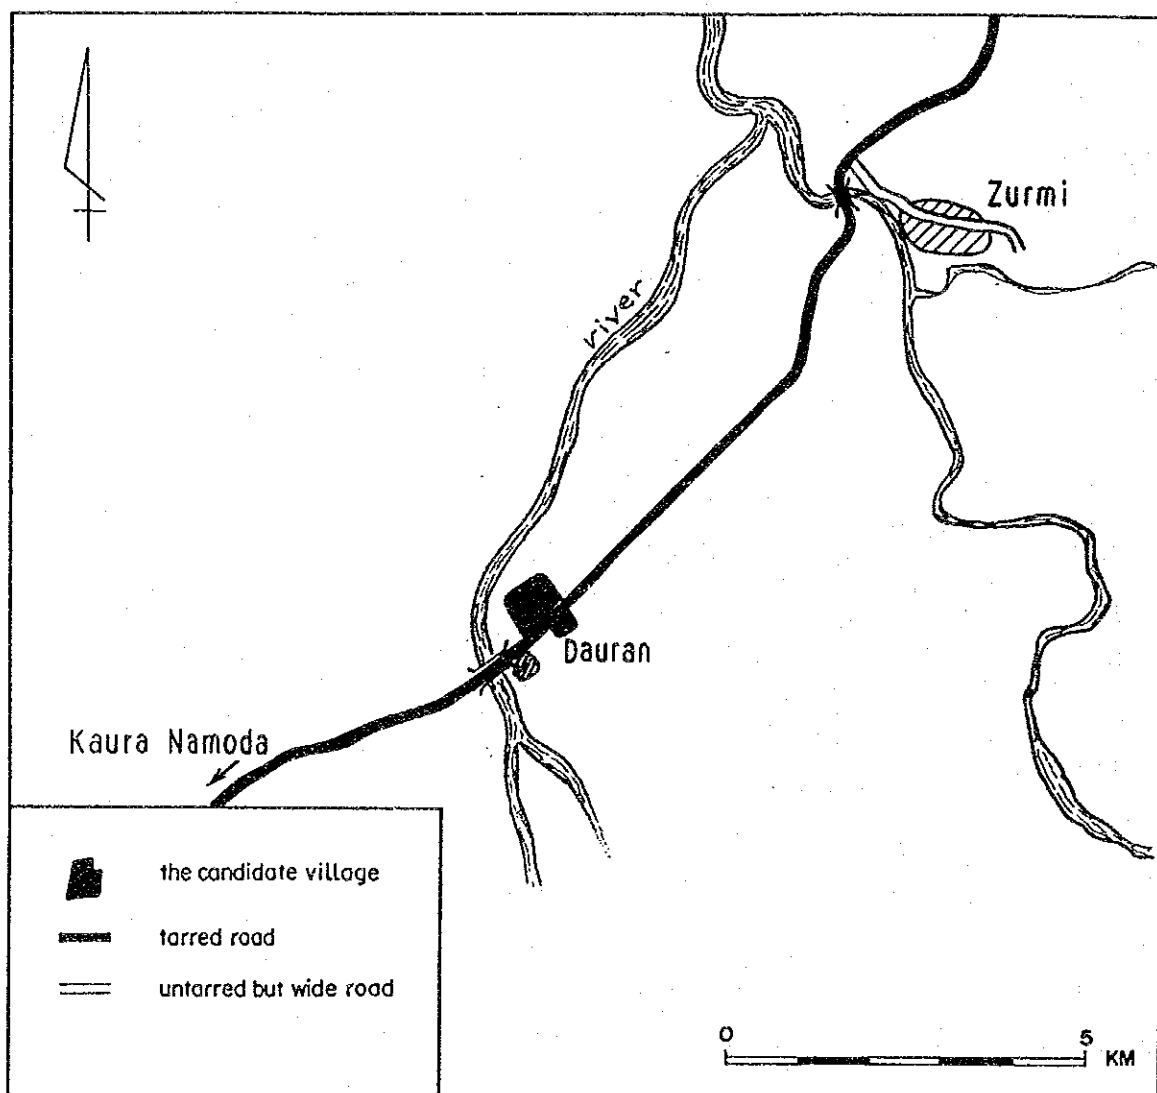 Zurmi
river
Dauran
Kaura Namoda
the candidate village
tarred road
untarred but wide road
0 5
KM